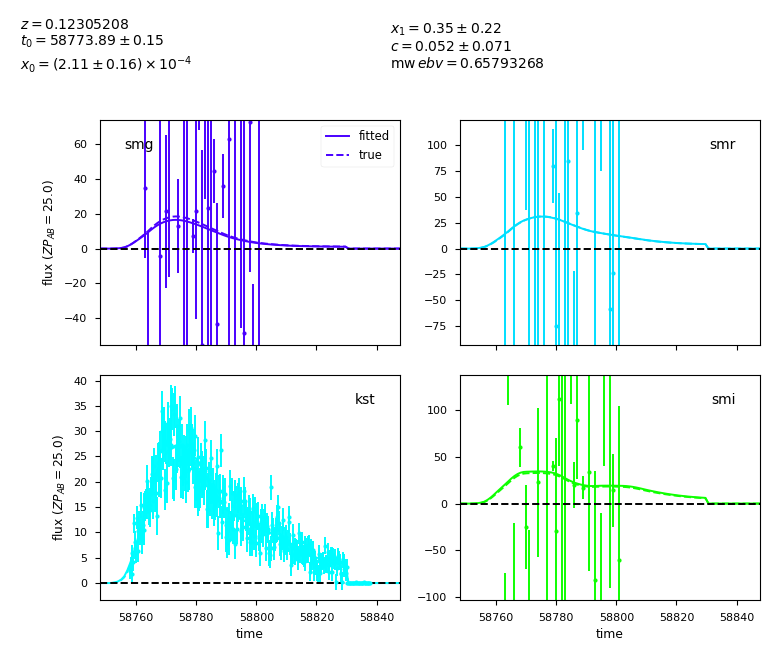 z = 0.12305208
t₀ = 58773.89 ± 0.15
x₀ = (2.11 ± 0.16) × 10⁻⁴
x₁ = 0.35 ± 0.22
c = 0.052 ± 0.071
mw ebv = 0.65793268
smg
fitted
true
60
40
20
0
−20
−40
flux (ZP_AB = 25.0)
smr
100
75
50
25
0
−25
−50
−75
kst
40
35
30
25
20
15
10
5
0
flux (ZP_AB = 25.0)
58760 58780 58800 58820 58840
time
smi
100
50
0
−50
−100
58760 58780 58800 58820 58840
time